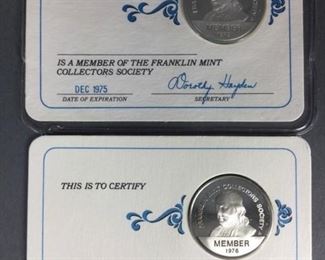 MEMBER
IS A MEMBER OF THE FRANKLIN MINT
COLLECTORS SOCIETY
DEC 1975
DATE OF EXPIRATION
Dorothy Hayden
SECRETARY
THIS IS TO CERTIFY
COLLECTORS SOCIETY
MEMBER
1976